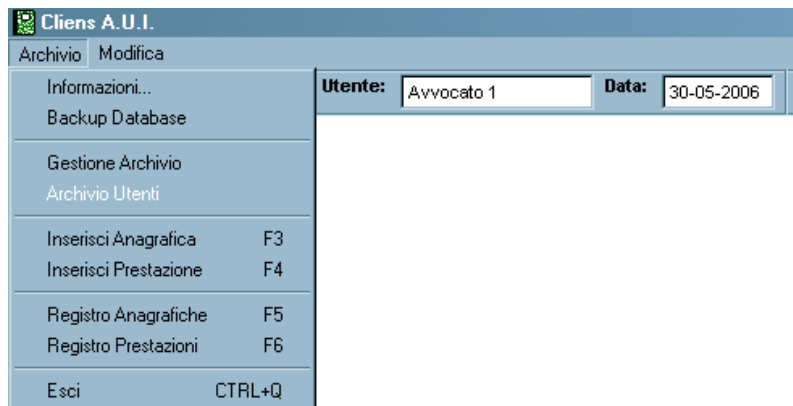 Cliens A.U.I.
Archivio Modifica
Informazioni...
Utente: Avvocato 1 Data: 30-05-2006
Backup Database
Gestione Archivio
Archivio Utenti
Inserisci Anagrafica F3
Inserisci Prestazione F4
Registro Anagrafiche F5
Registro Prestazioni F6
Esci CTRL+Q